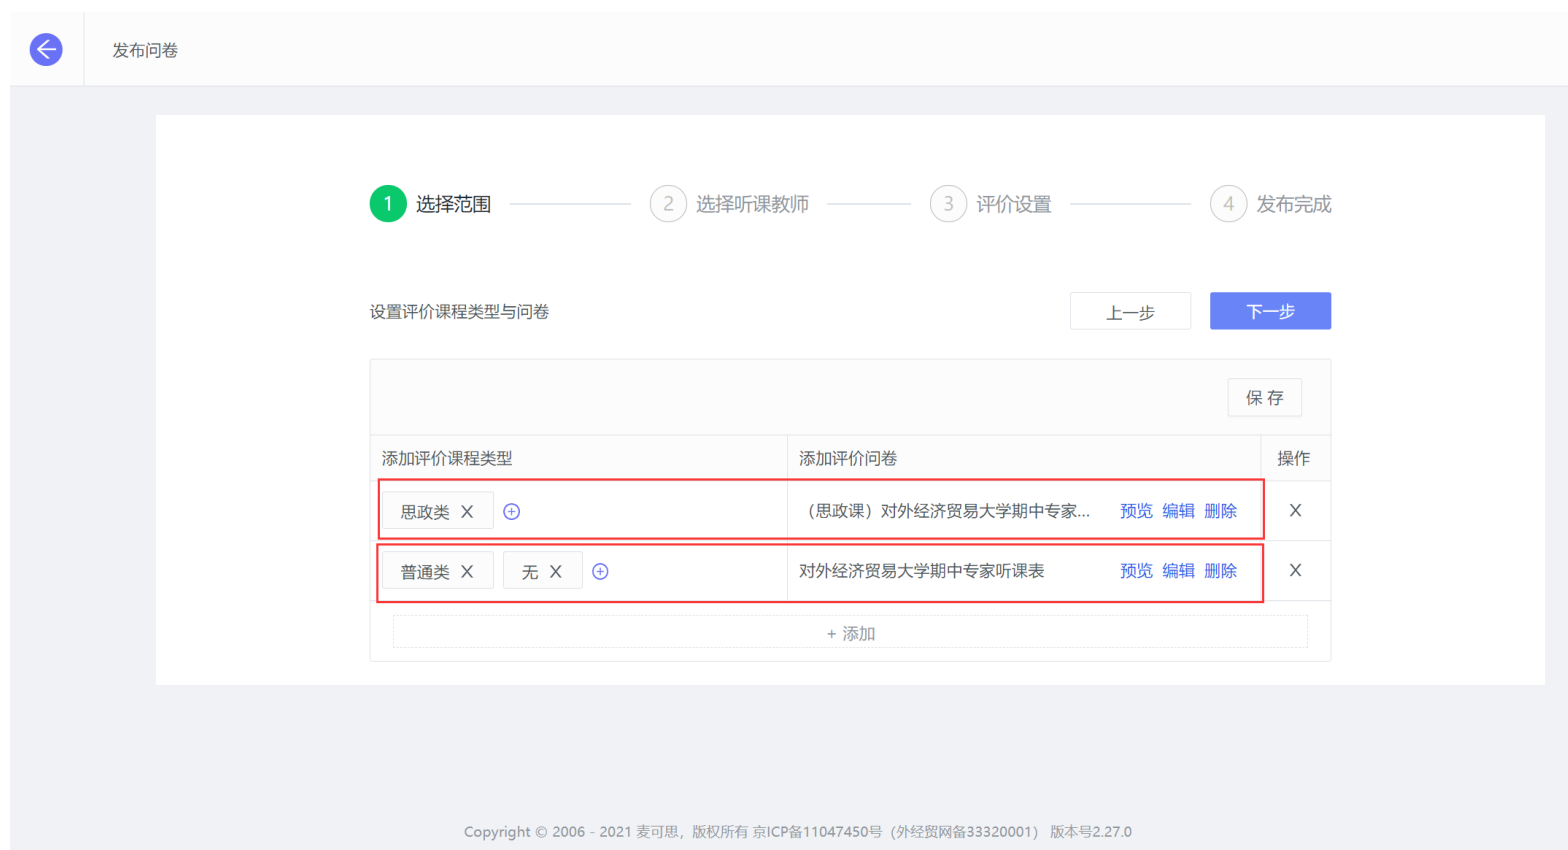 发布问卷
1 选择范围 2 选择听课教师 3 评价设置 4 发布完成
设置评价课程类型与问卷 上一步 下一步
保 存
添加评价课程类型 添加评价问卷 操作
思政类 X （思政课）对外经济贸易大学期中专家... 预览 编辑 删除 X
普通类 X 无 X 对外经济贸易大学期中专家听课表 预览 编辑 删除 X
+ 添加
Copyright © 2006 - 2021 麦可思，版权所有 京ICP备11047450号（外经贸网备33320001） 版本号2.27.0